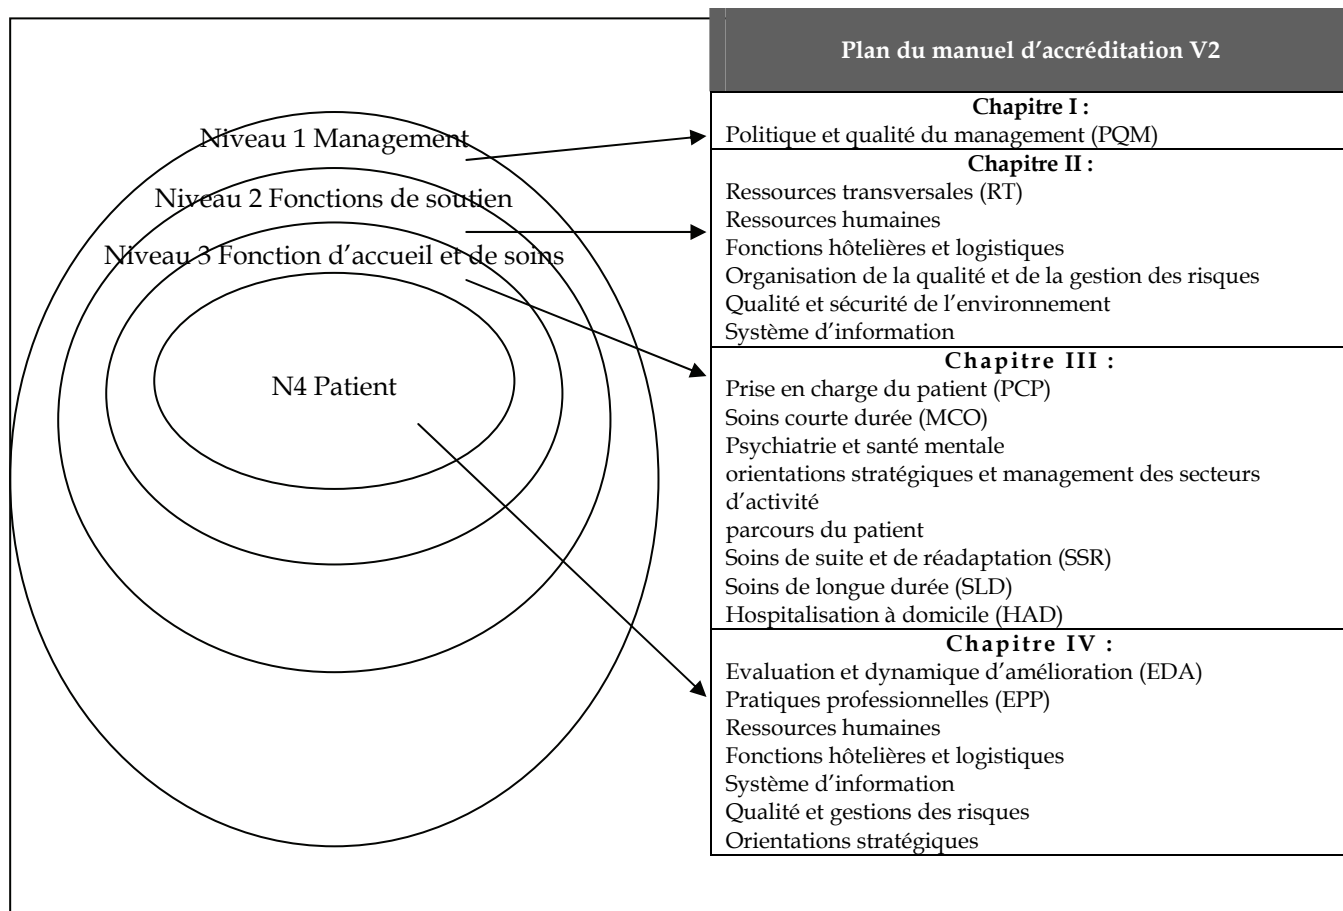 Niveau 1 Management
Niveau 2 Fonctions de soutien
Niveau 3 Fonction d’accueil et de soins
N4 Patient
Plan du manuel d’accréditation V2
Chapitre I :
Politique et qualité du management (PQM)
Chapitre II :
Ressources transversales (RT)
Ressources humaines
Fonctions hôtelières et logistiques
Organisation de la qualité et de la gestion des risques
Qualité et sécurité de l’environnement
Système d’information
Chapitre III :
Prise en charge du patient (PCP)
Soins courte durée (MCO)
Psychiatrie et santé mentale
orientations stratégiques et management des secteurs
d’activité
parcours du patient
Soins de suite et de réadaptation (SSR)
Soins de longue durée (SLD)
Hospitalisation à domicile (HAD)
Chapitre IV :
Evaluation et dynamique d’amélioration (EDA)
Pratiques professionnelles (EPP)
Ressources humaines
Fonctions hôtelières et logistiques
Système d’information
Qualité et gestions des risques
Orientations stratégiques